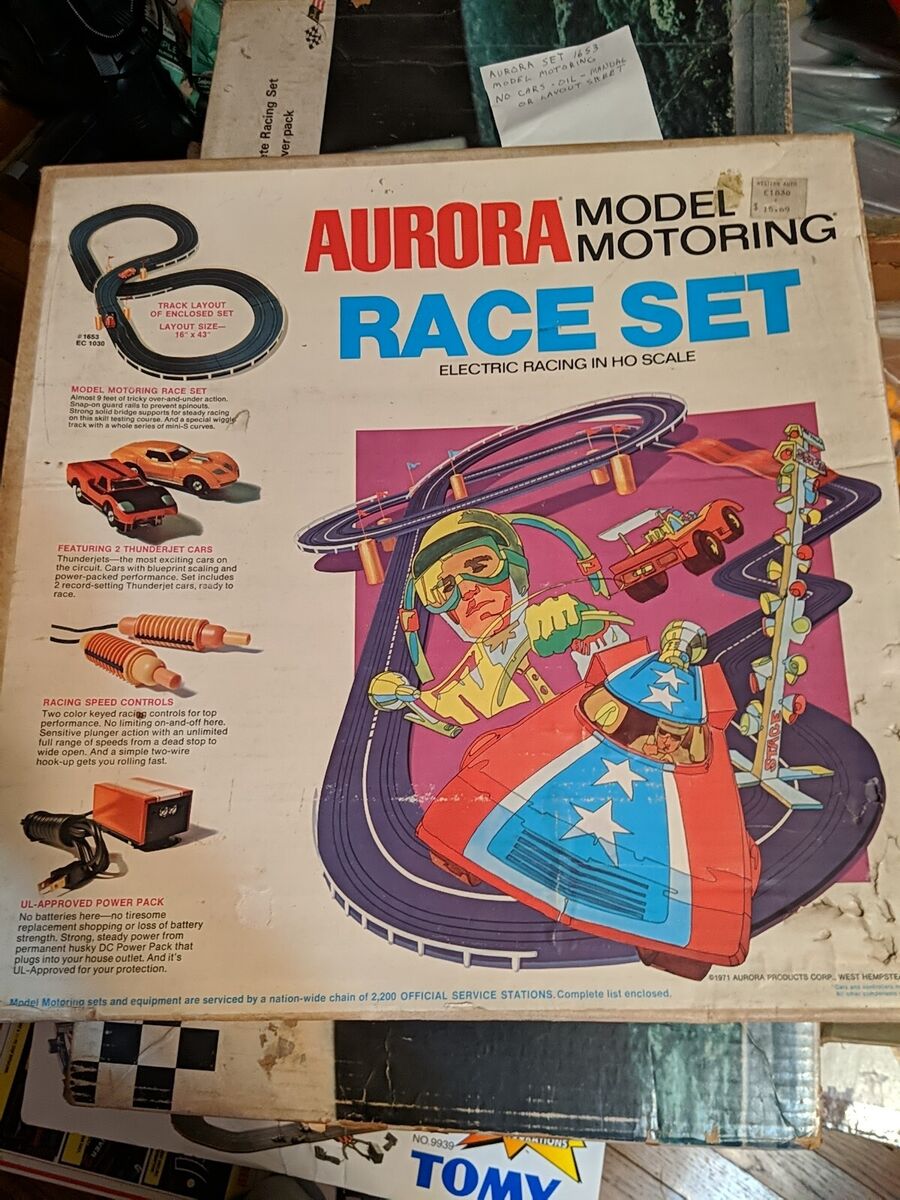 ete Racing Set
ver pack
AURORA SET 1653
MODEL MOTORING
NO CARS - OIL - MANUAL
OR LAYOUT SHEET
WESTERN AUTO
$ 15.69
AURORA MODEL MOTORING
RACE SET
ELECTRIC RACING IN HO SCALE
TRACK LAYOUT
OF ENCLOSED SET
LAYOUT SIZE—
16" x 43"
#1653
EC 1030
MODEL MOTORING RACE SET
Almost 9 feet of tricky over-and-under action.
Snap-on guard rails to prevent spinouts.
Strong solid bridge supports for steady racing
on this skill testing course. And a special wiggle
track with a whole series of mini-S curves.
FEATURING 2 THUNDERJET CARS
Thunderjets—the most exciting cars on
the circuit. Cars with blueprint scaling and
power-packed performance. Set includes
2 record-setting Thunderjet cars, ready to
race.
RACING SPEED CONTROLS
Two color keyed racing controls for top
performance. No limiting on-and-off here.
Sensitive plunger action with an unlimited
full range of speeds from a dead stop to
wide open. And a simple two-wire
hook-up gets you rolling fast.
UL-APPROVED POWER PACK
No batteries here—no tiresome
replacement shopping or loss of battery
strength. Strong, steady power from
permanent husky DC Power Pack that
plugs into your house outlet. And it's
UL-Approved for your protection.
STAGE
©1971 AURORA PRODUCTS CORP., WEST HEMPSTE
Model Motoring sets and equipment are serviced by a nation-wide chain of 2,200 OFFICIAL SERVICE STATIONS. Complete list enclosed.
NO. 9939
TOMY